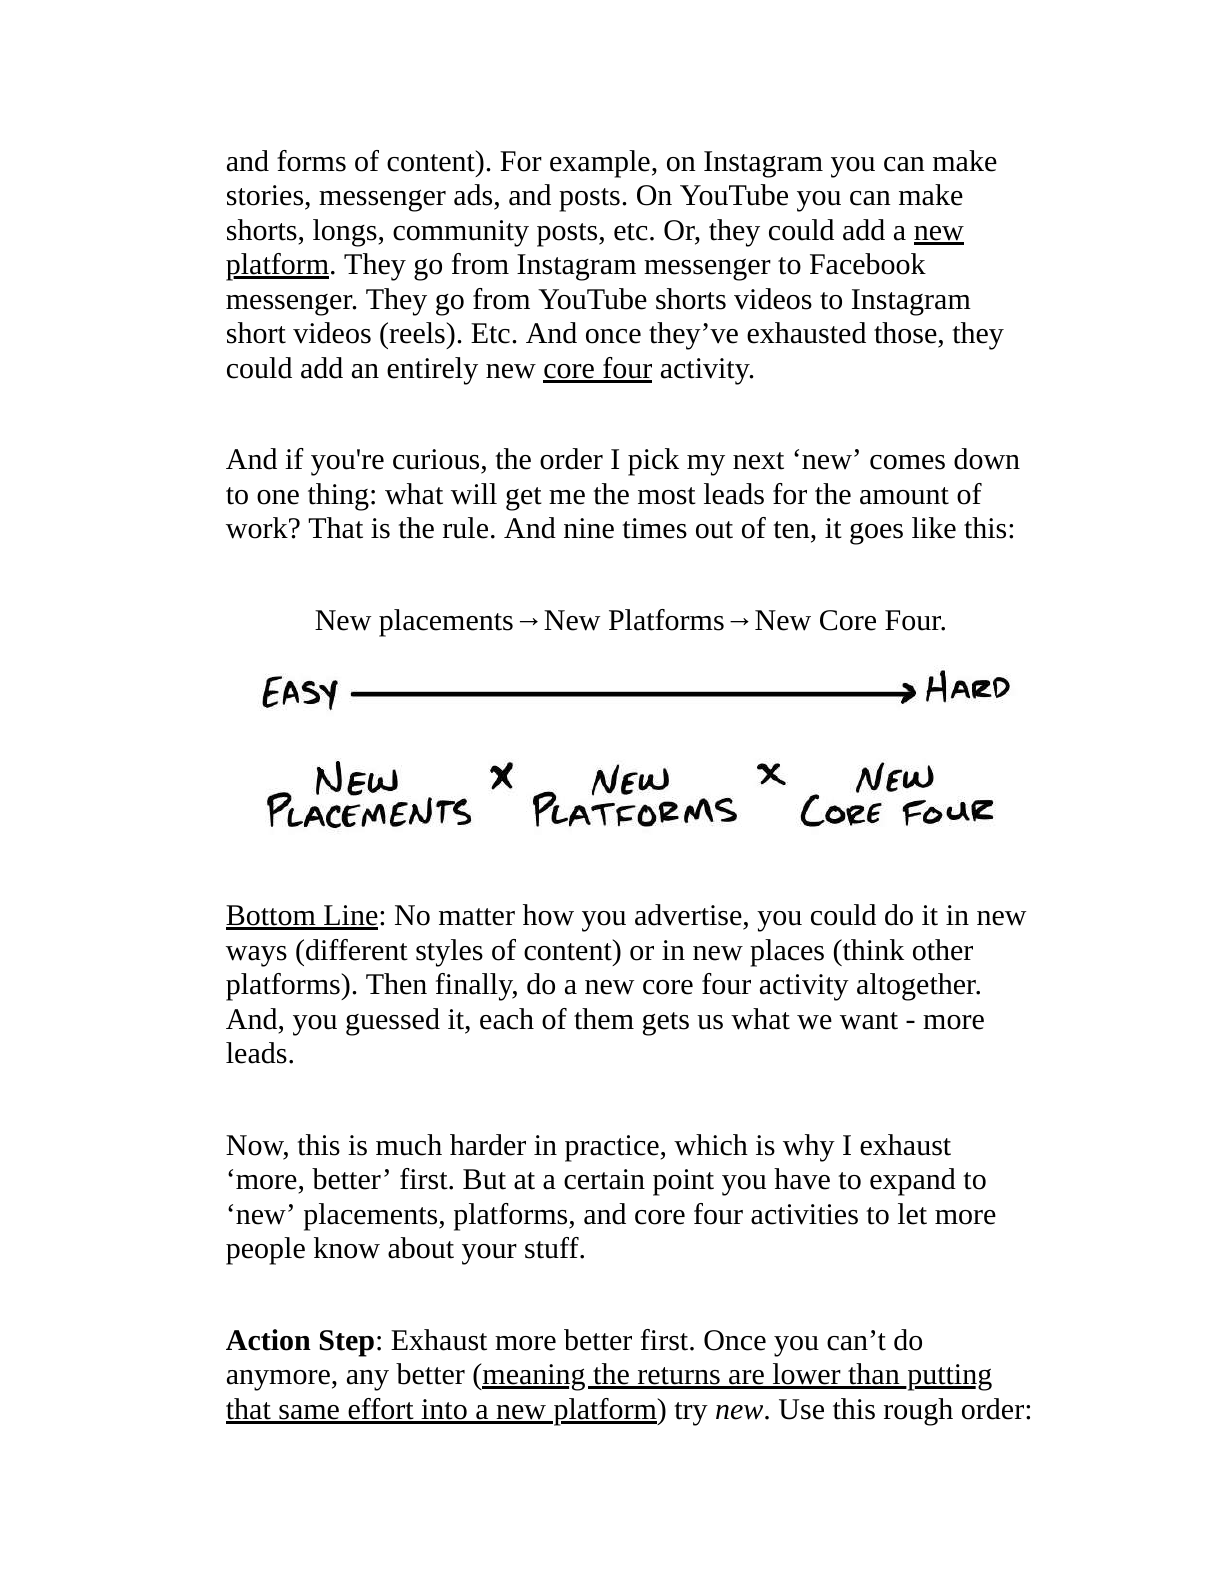 and forms of content). For example, on Instagram you can make
stories, messenger ads, and posts. On YouTube you can make
shorts, longs, community posts, etc. Or, they could add a new
platform. They go from Instagram messenger to Facebook
messenger. They go from YouTube shorts videos to Instagram
short videos (reels). Etc. And once they’ve exhausted those, they
could add an entirely new core four activity.
And if you're curious, the order I pick my next ‘new’ comes down
to one thing: what will get me the most leads for the amount of
work? That is the rule. And nine times out of ten, it goes like this:
New placements→New Platforms→New Core Four.
EASY HARD
NEW x NEW x NEW
PLACEMENTS PLATFORMS CORE FOUR
Bottom Line: No matter how you advertise, you could do it in new
ways (different styles of content) or in new places (think other
platforms). Then finally, do a new core four activity altogether.
And, you guessed it, each of them gets us what we want - more
leads.
Now, this is much harder in practice, which is why I exhaust
‘more, better’ first. But at a certain point you have to expand to
‘new’ placements, platforms, and core four activities to let more
people know about your stuff.
Action Step: Exhaust more better first. Once you can’t do
anymore, any better (meaning the returns are lower than putting
that same effort into a new platform) try new. Use this rough order: